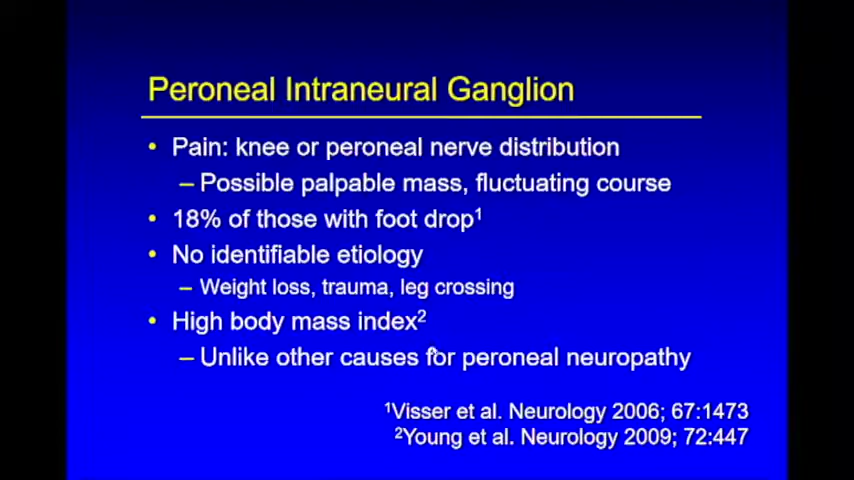 Peroneal Intraneural Ganglion
• Pain: knee or peroneal nerve distribution
– Possible palpable mass, fluctuating course
• 18% of those with foot drop¹
• No identifiable etiology
– Weight loss, trauma, leg crossing
• High body mass index²
– Unlike other causes for peroneal neuropathy
¹Visser et al. Neurology 2006; 67:1473
²Young et al. Neurology 2009; 72:447